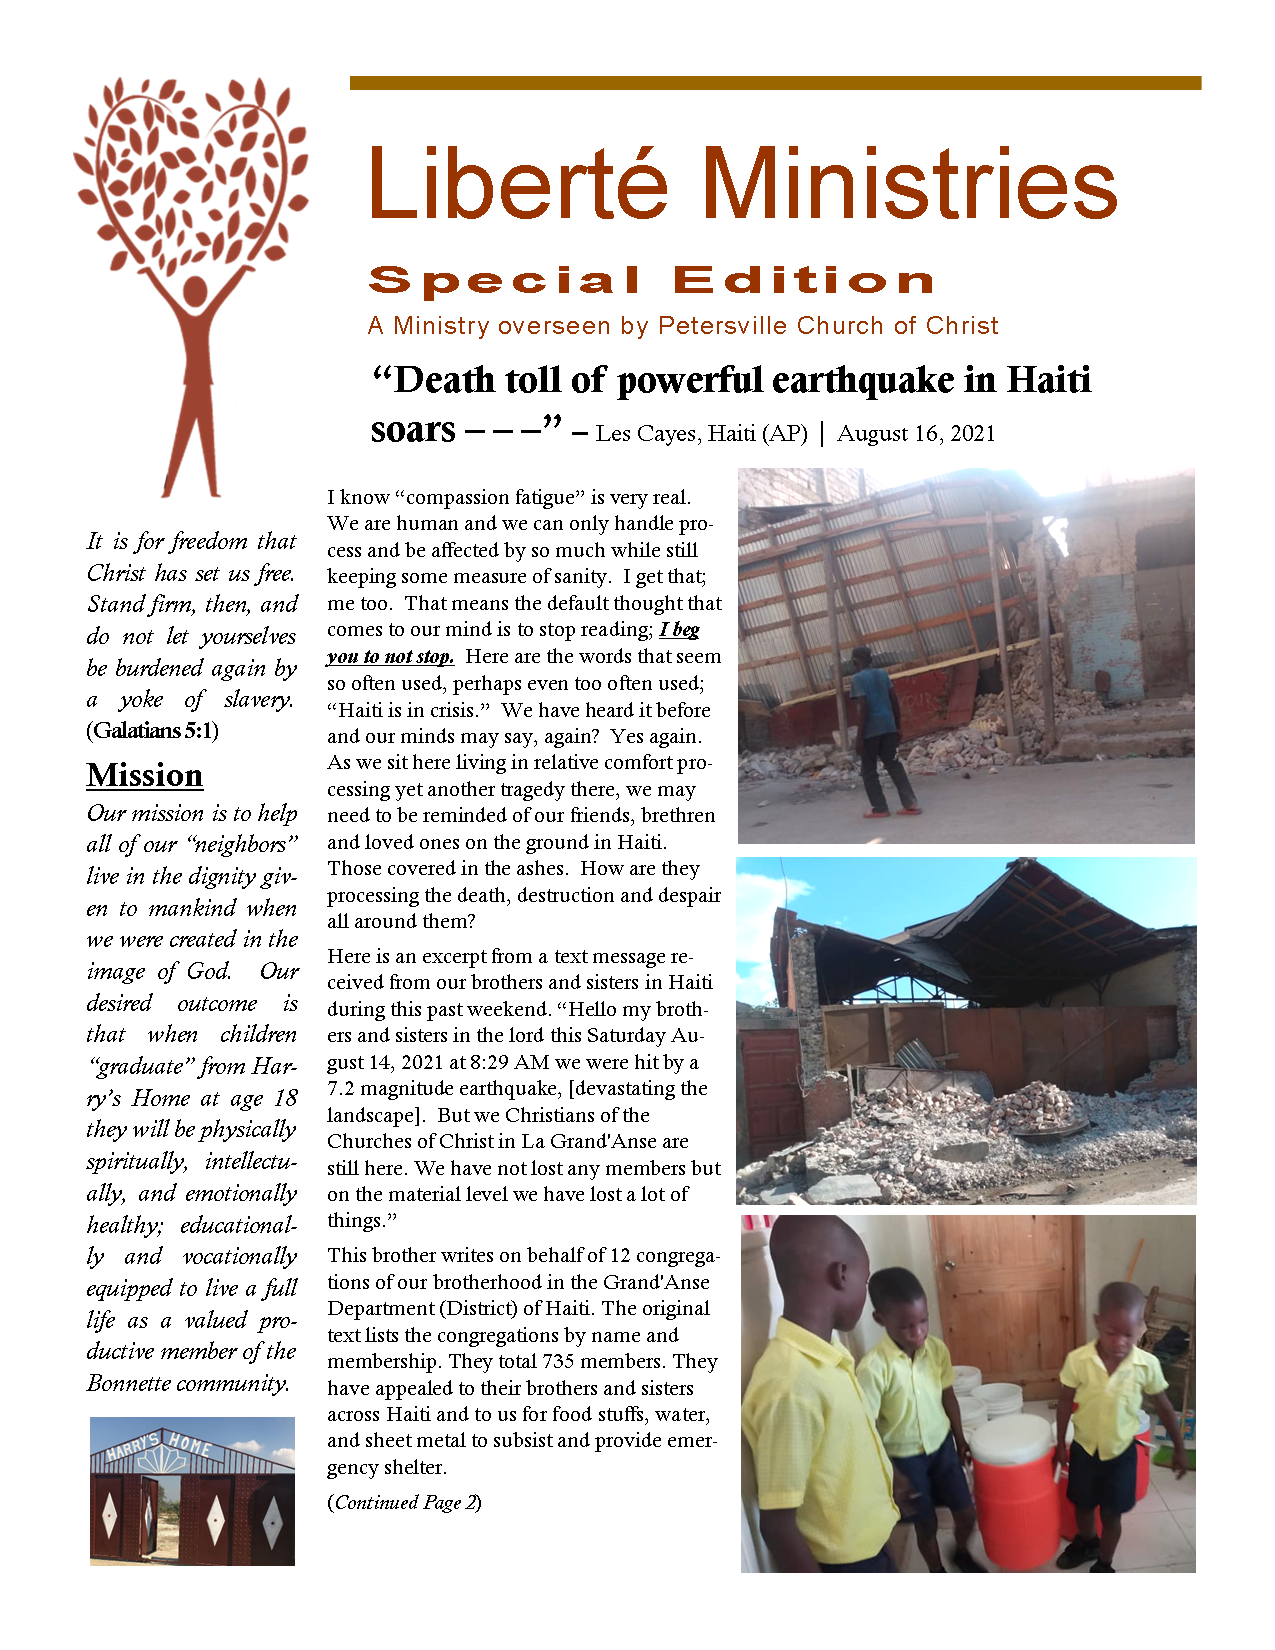 Liberté Ministries
Special Edition
A Ministry overseen by Petersville Church of Christ
“Death toll of powerful earthquake in Haiti
soars – – –” – Les Cayes, Haiti (AP) | August 16, 2021
It is for freedom that
Christ has set us free.
Stand firm, then, and
do not let yourselves
be burdened again by
a yoke of slavery.
(Galatians 5:1)
Mission
Our mission is to help
all of our “neighbors”
live in the dignity giv-
en to mankind when
we were created in the
image of God. Our
desired outcome is
that when children
“graduate” from Har-
ry’s Home at age 18
they will be physically
spiritually, intellectu-
ally, and emotionally
healthy; educational-
ly and vocationally
equipped to live a full
life as a valued pro-
ductive member of the
Bonnette community.
HARRY'S HOME
I know “compassion fatigue” is very real.
We are human and we can only handle pro-
cess and be affected by so much while still
keeping some measure of sanity. I get that;
me too. That means the default thought that
comes to our mind is to stop reading; I beg
you to not stop. Here are the words that seem
so often used, perhaps even too often used;
“Haiti is in crisis.” We have heard it before
and our minds may say, again? Yes again.
As we sit here living in relative comfort pro-
cessing yet another tragedy there, we may
need to be reminded of our friends, brethren
and loved ones on the ground in Haiti.
Those covered in the ashes. How are they
processing the death, destruction and despair
all around them?
Here is an excerpt from a text message re-
ceived from our brothers and sisters in Haiti
during this past weekend. “Hello my broth-
ers and sisters in the lord this Saturday Au-
gust 14, 2021 at 8:29 AM we were hit by a
7.2 magnitude earthquake, [devastating the
landscape]. But we Christians of the
Churches of Christ in La Grand'Anse are
still here. We have not lost any members but
on the material level we have lost a lot of
things.”
This brother writes on behalf of 12 congrega-
tions of our brotherhood in the Grand'Anse
Department (District) of Haiti. The original
text lists the congregations by name and
membership. They total 735 members. They
have appealed to their brothers and sisters
across Haiti and to us for food stuffs, water,
and sheet metal to subsist and provide emer-
gency shelter.
(Continued Page 2)